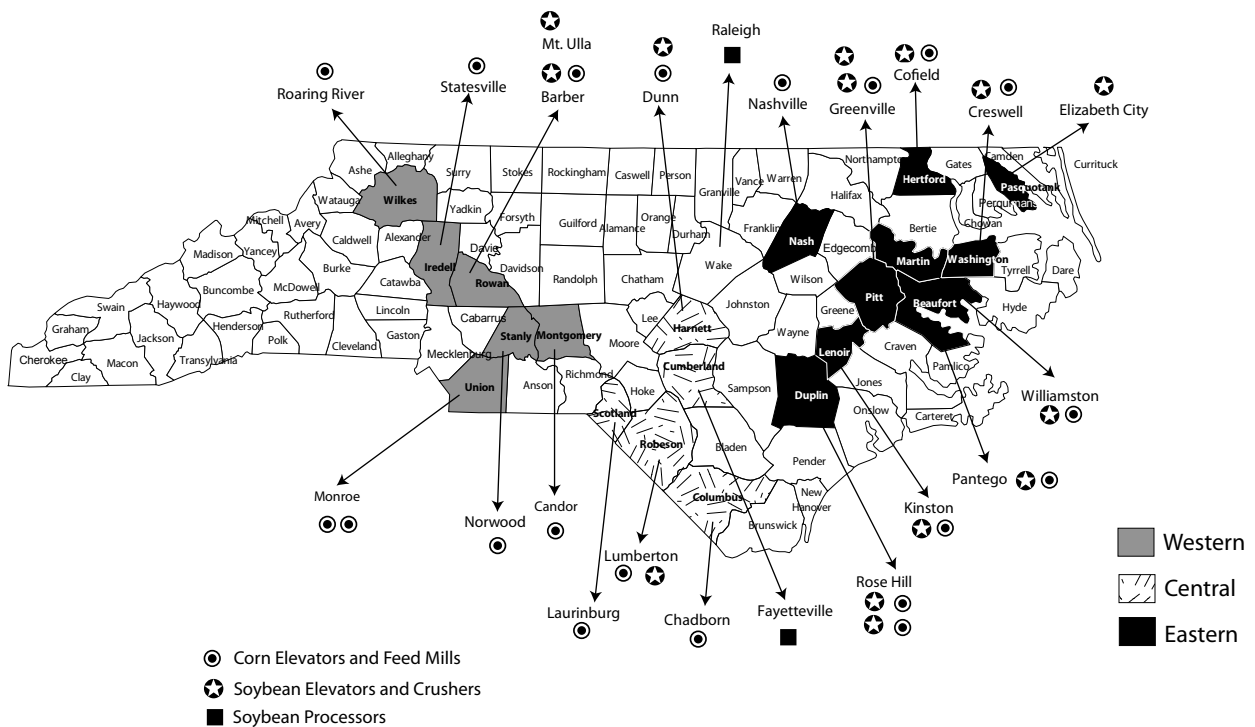 Mt. Ulla
Raleigh
Roaring River
Statesville
Barber
Dunn
Nashville
Greenville
Cofield
Creswell
Elizabeth City
Alleghany
Ashe
Surry
Stokes
Rockingham
Caswell
Person
Granville
Vance
Warren
Northampton
Hertford
Gates
Camden
Currituck
Pasquotank
Perqumans
Chowan
Watauga
Wilkes
Yadkin
Forsyth
Guilford
Alamance
Orange
Durham
Franklin
Halifax
Bertie
Mitchell
Avery
Yancey
Madison
Caldwell
Alexander
Davie
Nash
Edgecomb
Martin
Washington
Tyrrell
Dare
Burke
Iredell
Davidson
Rowan
Randolph
Chatham
Wake
Wilson
Pitt
Beaufort
Hyde
Buncombe
McDowell
Catawba
Swain
Haywood
Rutherford
Lincoln
Cabarrus
Johnston
Greene
Graham
Jackson
Henderson
Polk
Cleveland
Gaston
Mecklenburg
Stanly
Montgomery
Moore
Lee
Harnett
Wayne
Lenoir
Craven
Pamlico
Cherokee
Macon
Clay
Transylvania
Union
Anson
Richmond
Hoke
Cumberland
Sampson
Duplin
Jones
Onslow
Carteret
Scotland
Robeson
Bladen
Pender
Columbus
New
Hanover
Brunswick
Williamston
Pantego
Kinston
Monroe
Norwood
Candor
Lumberton
Laurinburg
Chadborn
Fayetteville
Rose Hill
Western
Central
Eastern
Corn Elevators and Feed Mills
Soybean Elevators and Crushers
Soybean Processors